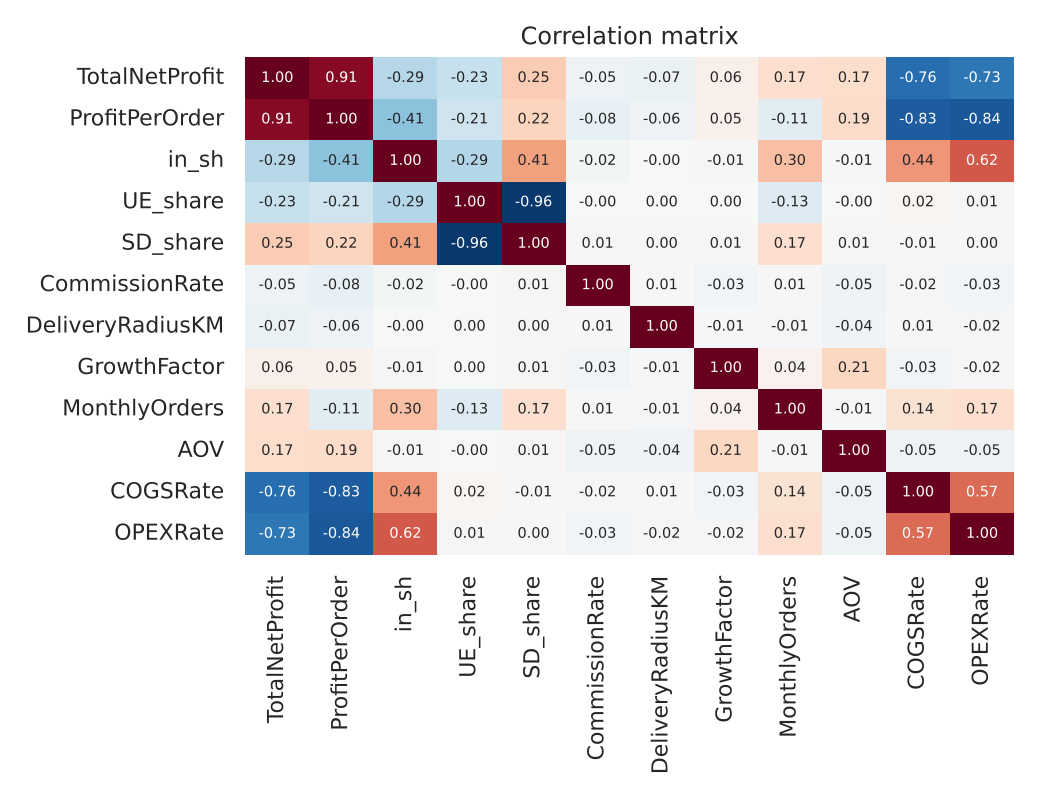 Correlation matrix
TotalNetProfit 1.00 0.91 -0.29 -0.23 0.25 -0.05 -0.07 0.06 0.17 0.17 -0.76 -0.73
ProfitPerOrder 0.91 1.00 -0.41 -0.21 0.22 -0.08 -0.06 0.05 -0.11 0.19 -0.83 -0.84
in_sh -0.29 -0.41 1.00 -0.29 0.41 -0.02 -0.00 -0.01 0.30 -0.01 0.44 0.62
UE_share -0.23 -0.21 -0.29 1.00 -0.96 -0.00 0.00 0.00 -0.13 -0.00 0.02 0.01
SD_share 0.25 0.22 0.41 -0.96 1.00 0.01 0.00 0.01 0.17 0.01 -0.01 0.00
CommissionRate -0.05 -0.08 -0.02 -0.00 0.01 1.00 0.01 -0.03 0.01 -0.05 -0.02 -0.03
DeliveryRadiusKM -0.07 -0.06 -0.00 0.00 0.00 0.01 1.00 -0.01 -0.01 -0.04 0.01 -0.02
GrowthFactor 0.06 0.05 -0.01 0.00 0.01 -0.03 -0.01 1.00 0.04 0.21 -0.03 -0.02
MonthlyOrders 0.17 -0.11 0.30 -0.13 0.17 0.01 -0.01 0.04 1.00 -0.01 0.14 0.17
AOV 0.17 0.19 -0.01 -0.00 0.01 -0.05 -0.04 0.21 -0.01 1.00 -0.05 -0.05
COGSRate -0.76 -0.83 0.44 0.02 -0.01 -0.02 0.01 -0.03 0.14 -0.05 1.00 0.57
OPEXRate -0.73 -0.84 0.62 0.01 0.00 -0.03 -0.02 -0.02 0.17 -0.05 0.57 1.00
TotalNetProfit
ProfitPerOrder
in_sh
UE_share
SD_share
CommissionRate
DeliveryRadiusKM
GrowthFactor
MonthlyOrders
AOV
COGSRate
OPEXRate